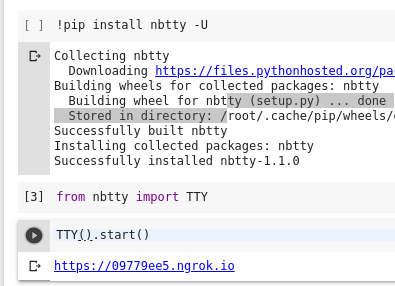 [ ] !pip install nbtty -U
Collecting nbtty
Downloading https://files.pythonhosted.org/pa
Building wheels for collected packages: nbtty
Building wheel for nbtty (setup.py) ... done
Stored in directory: /root/.cache/pip/wheels/
Successfully built nbtty
Installing collected packages: nbtty
Successfully installed nbtty-1.1.0
[3] from nbtty import TTY
TTY().start()
https://09779ee5.ngrok.io